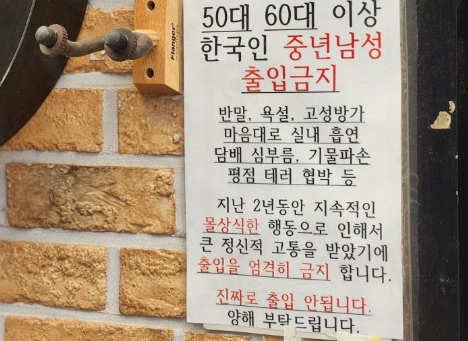 Hanger
50대 60대 이상
한국인 중년남성
출입금지
반말, 욕설, 고성방가
마음대로 실내 흡연
담배 심부름, 기물파손
평점 테러 협박 등
지난 2년동안 지속적인
몰상식한 행동으로 인해서
큰 정신적 고통을 받았기에
출입을 엄격히 금지 합니다.
진짜로 출입 안됩니다.
양해 부탁드립니다.